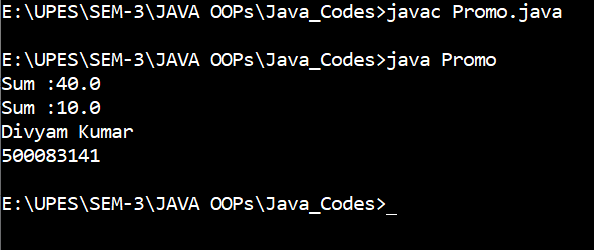 E:\UPES\SEM-3\JAVA OOPs\Java_Codes>javac Promo.java
E:\UPES\SEM-3\JAVA OOPs\Java_Codes>java Promo
Sum :40.0
Sum :10.0
Divyam Kumar
500083141
E:\UPES\SEM-3\JAVA OOPs\Java_Codes>_